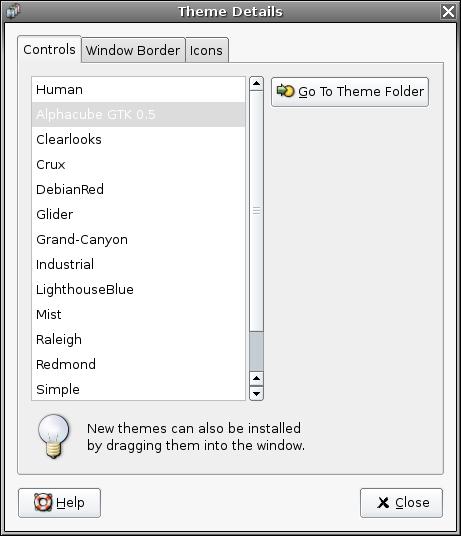 Theme Details
Controls
Window Border
Icons
Human
Alphacube GTK 0.5
Clearlooks
Crux
DebianRed
Glider
Grand-Canyon
Industrial
LighthouseBlue
Mist
Raleigh
Redmond
Simple
Go To Theme Folder
New themes can also be installed
by dragging them into the window.
Help
Close